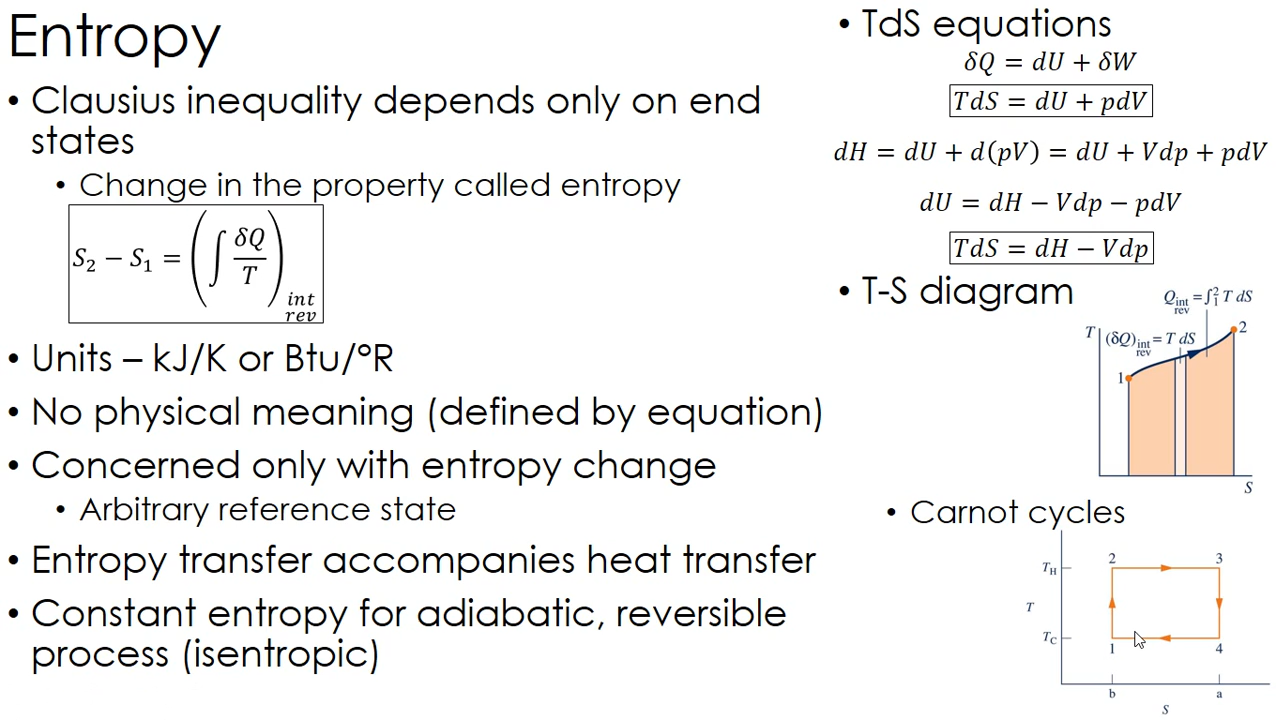 Entropy
• Clausius inequality depends only on end
states
• Change in the property called entropy
S₂ − S₁ = (∫ δQ/T) int rev
• Units – kJ/K or Btu/°R
• No physical meaning (defined by equation)
• Concerned only with entropy change
• Arbitrary reference state
• Entropy transfer accompanies heat transfer
• Constant entropy for adiabatic, reversible
process (isentropic)
• TdS equations
δQ = dU + δW
TdS = dU + pdV
dH = dU + d(pV) = dU + Vdp + pdV
dU = dH − Vdp − pdV
TdS = dH − Vdp
• T-S diagram
Q int rev = ∫₁² T dS
T
(δQ) int rev = T dS
2
1
S
• Carnot cycles
2 3
T_H
T
T_C
1 4
b a
S